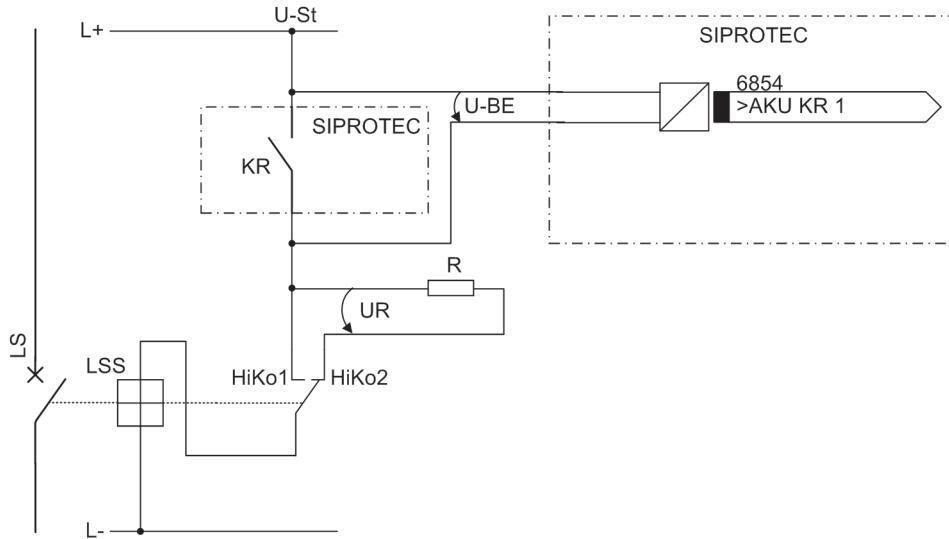 U-St
L+
SIPROTEC
6854
>AKU KR 1
U-BE
SIPROTEC
KR
R
UR
LS
LSS
HiKo1
HiKo2
L-